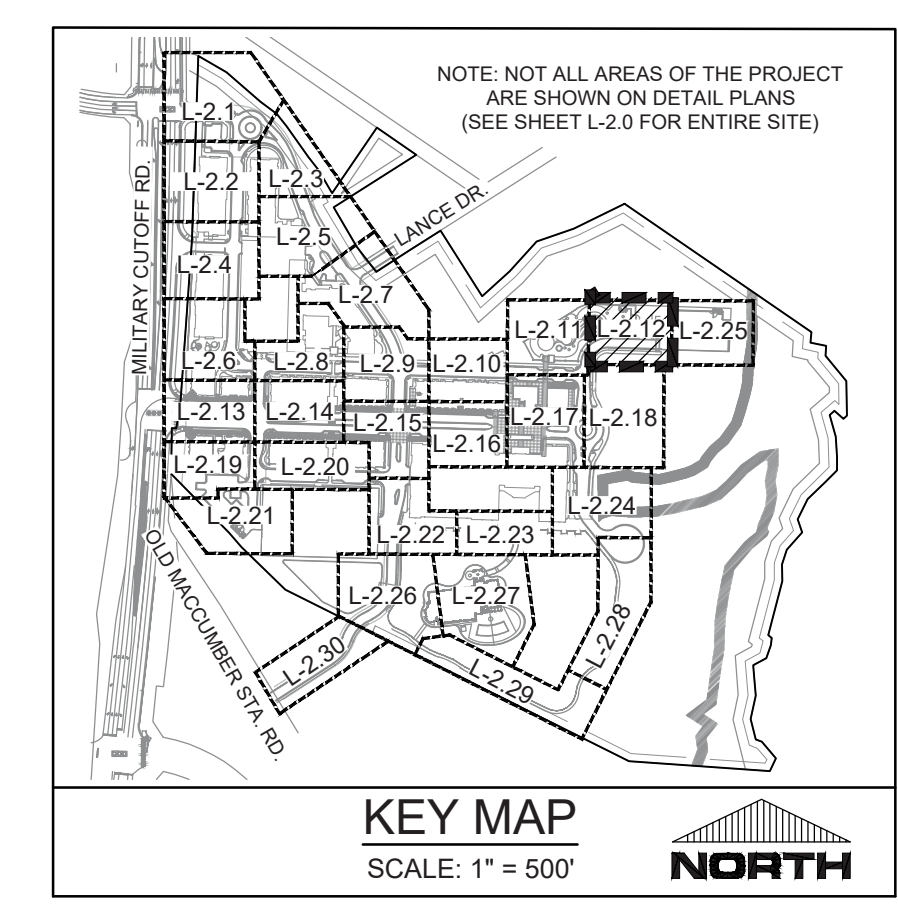 NOTE: NOT ALL AREAS OF THE PROJECT
ARE SHOWN ON DETAIL PLANS
(SEE SHEET L-2.0 FOR ENTIRE SITE)
MILITARY CUTOFF RD.
LANCE DR.
OLD MACCUMBER STA. RD.
L-2.1
L-2.2
L-2.3
L-2.4
L-2.5
L-2.6
L-2.7
L-2.8
L-2.9
L-2.10
L-2.11
L-2.12
L-2.25
L-2.13
L-2.14
L-2.15
L-2.16
L-2.17
L-2.18
L-2.19
L-2.20
L-2.21
L-2.22
L-2.23
L-2.24
L-2.26
L-2.27
L-2.28
L-2.29
L-2.30
KEY MAP
SCALE: 1" = 500'
NORTH